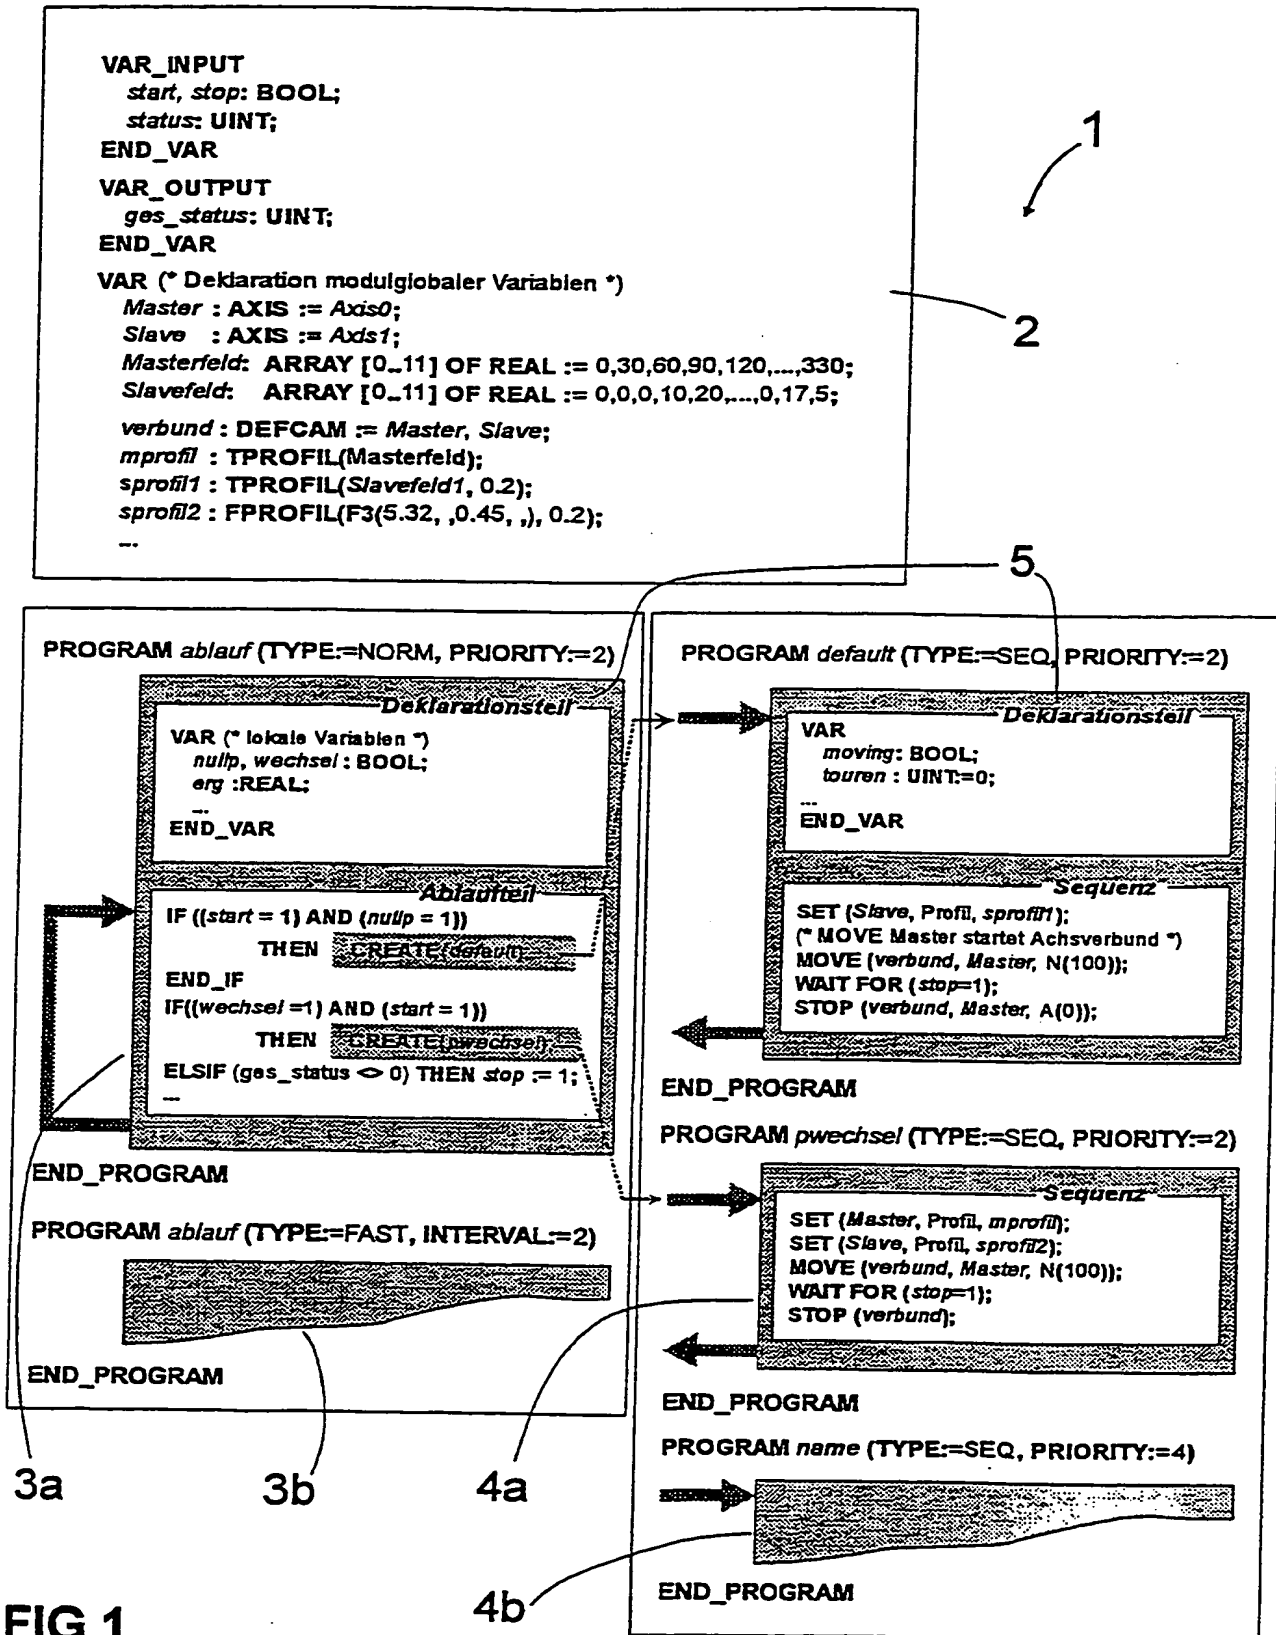 VAR_INPUT
start, stop: BOOL;
status: UINT;
END_VAR
VAR_OUTPUT
ges_status: UINT;
END_VAR
VAR (* Deklaration modulglobaler Variablen *)
Master : AXIS := Axis0;
Slave : AXIS := Axis1;
Masterfeld: ARRAY [0..11] OF REAL := 0,30,60,90,120,...,330;
Slavefeld: ARRAY [0..11] OF REAL := 0,0,0,10,20,...,0,17,5;
verbund : DEFCAM := Master, Slave;
mprofil : TPROFIL(Masterfeld);
sprofil1 : TPROFIL(Slavefeld1, 0.2);
sprofil2 : FPROFIL(F3(5.32, ,0.45, ,), 0.2);
...
1
2
5
PROGRAM ablauf (TYPE:=NORM, PRIORITY:=2)
Deklarationsteil
VAR (* lokale Variablen *)
nullp, wechsel : BOOL;
erg :REAL;
...
END_VAR
Ablaufteil
IF ((start = 1) AND (nullp = 1))
THEN CREATE(default)
END_IF
IF((wechsel =1) AND (start = 1))
THEN CREATE(pwechsel)
ELSIF (ges_status <> 0) THEN stop := 1;
...
END_PROGRAM
PROGRAM ablauf (TYPE:=FAST, INTERVAL:=2)
END_PROGRAM
3a
3b
PROGRAM default (TYPE:=SEQ, PRIORITY:=2)
Deklarationsteil
VAR
moving: BOOL;
touren : UINT:=0;
...
END_VAR
"Sequenz"
SET (Slave, Profil, sprofil1);
(* MOVE Master startet Achsverbund *)
MOVE (verbund, Master, N(100));
WAIT FOR (stop=1);
STOP (verbund, Master, A(0));
END_PROGRAM
PROGRAM pwechsel (TYPE:=SEQ, PRIORITY:=2)
Sequenz
SET (Master, Profil, mprofil);
SET (Slave, Profil, sprofil2);
MOVE (verbund, Master, N(100));
WAIT FOR (stop=1);
STOP (verbund);
END_PROGRAM
PROGRAM name (TYPE:=SEQ, PRIORITY:=4)
END_PROGRAM
4a
4b
FIG 1